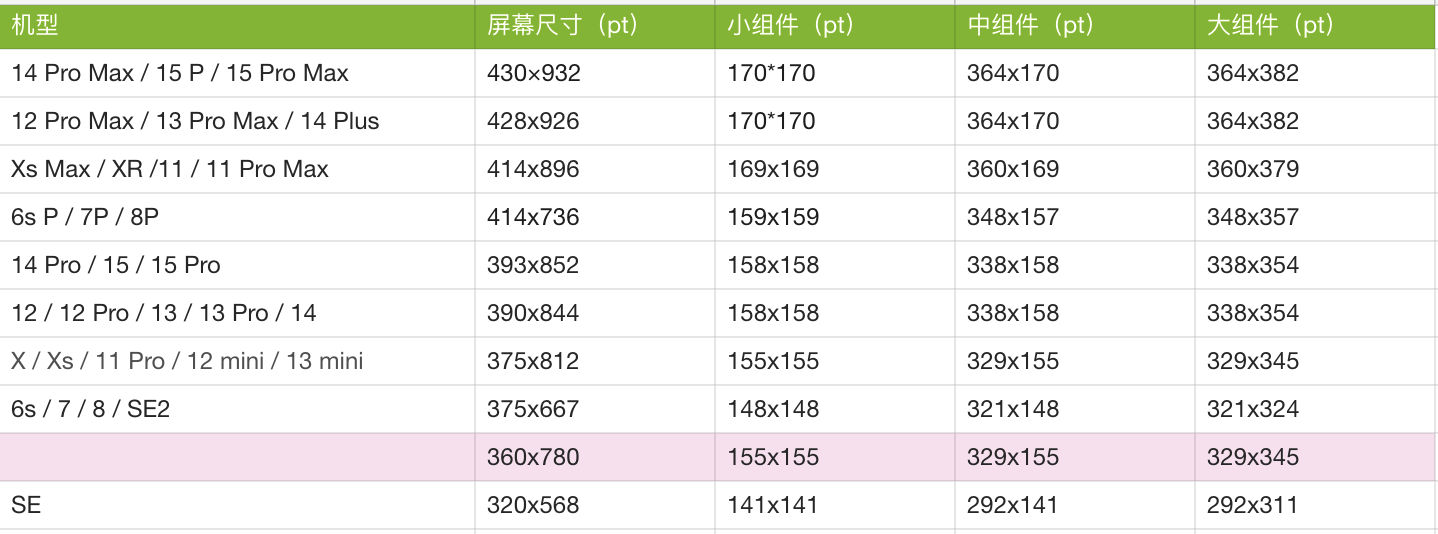 机型 屏幕尺寸（pt） 小组件（pt） 中组件（pt） 大组件（pt）
14 Pro Max / 15 P / 15 Pro Max 430×932 170*170 364x170 364x382
12 Pro Max / 13 Pro Max / 14 Plus 428x926 170*170 364x170 364x382
Xs Max / XR /11 / 11 Pro Max 414x896 169x169 360x169 360x379
6s P / 7P / 8P 414x736 159x159 348x157 348x357
14 Pro / 15 / 15 Pro 393x852 158x158 338x158 338x354
12 / 12 Pro / 13 / 13 Pro / 14 390x844 158x158 338x158 338x354
X / Xs / 11 Pro / 12 mini / 13 mini 375x812 155x155 329x155 329x345
6s / 7 / 8 / SE2 375x667 148x148 321x148 321x324
360x780 155x155 329x155 329x345
SE 320x568 141x141 292x141 292x311